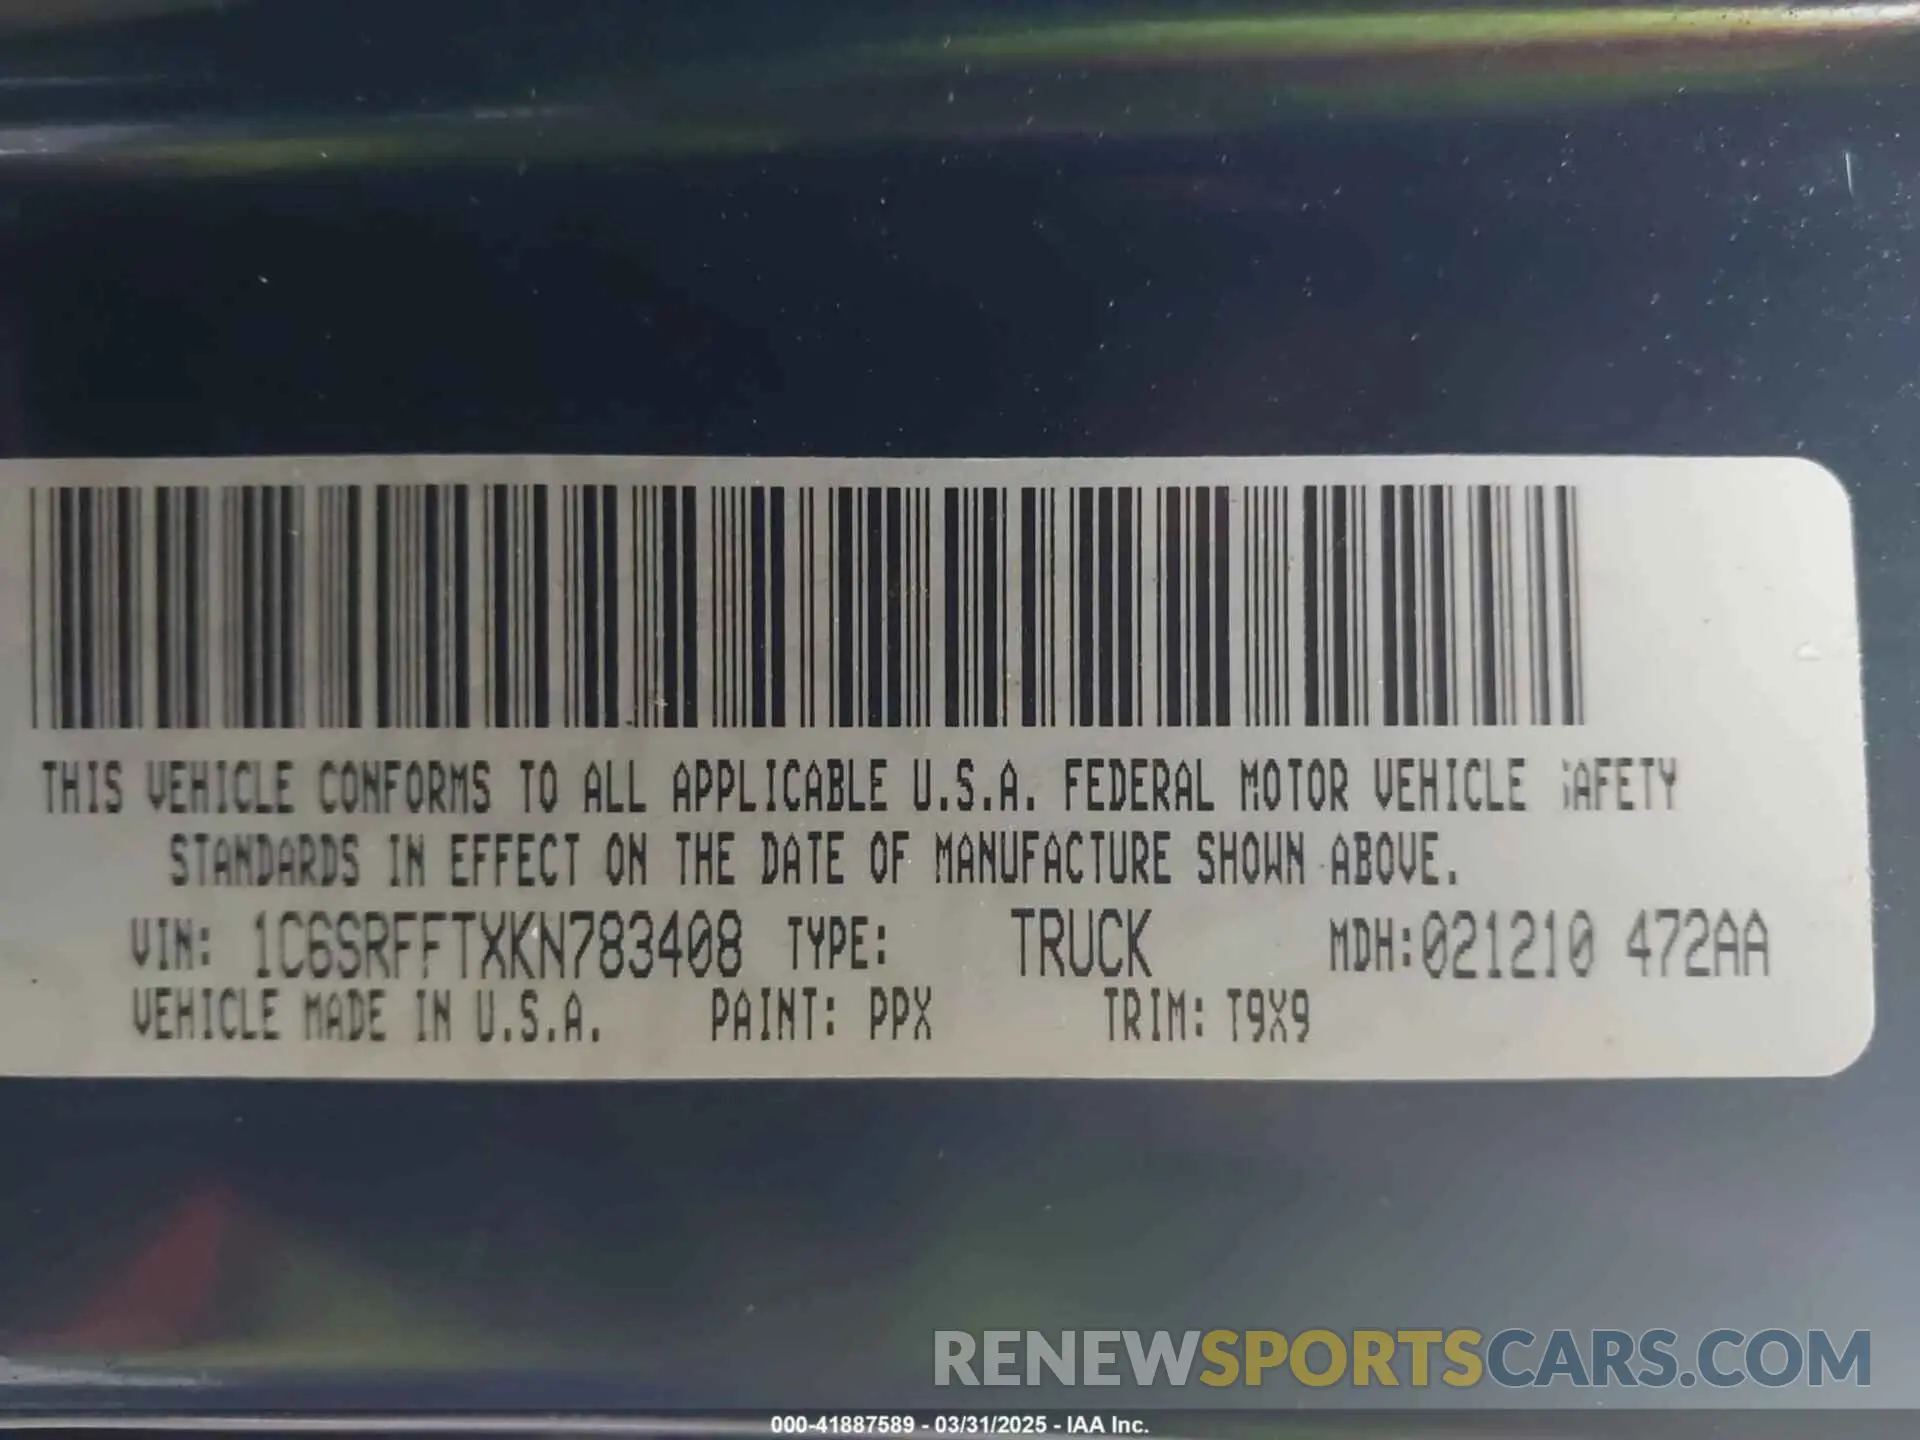 THIS VEHICLE CONFORMS TO ALL APPLICABLE U.S.A. FEDERAL MOTOR VEHICLE SAFETY
STANDARDS IN EFFECT ON THE DATE OF MANUFACTURE SHOWN ABOVE.
VIN: 1C6SRFFTXKN783408 TYPE: TRUCK MDH:021210 472AA
VEHICLE MADE IN U.S.A. PAINT: PPX TRIM: T9X9
RENEWSPORTSCARS.COM
000-41887589 - 03/31/2025 - IAA Inc.